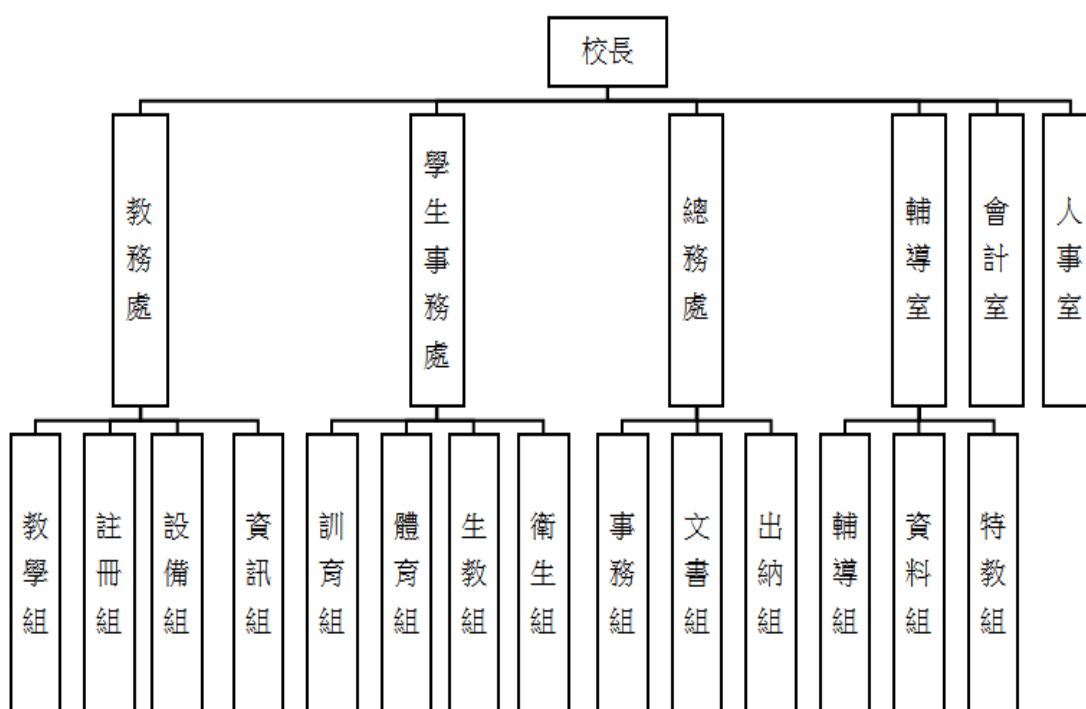 校長
教務處
學生事務處
總務處
輔導室
會計室
人事室
教學組
註冊組
設備組
資訊組
訓育組
體育組
生教組
衛生組
事務組
文書組
出納組
輔導組
資料組
特教組